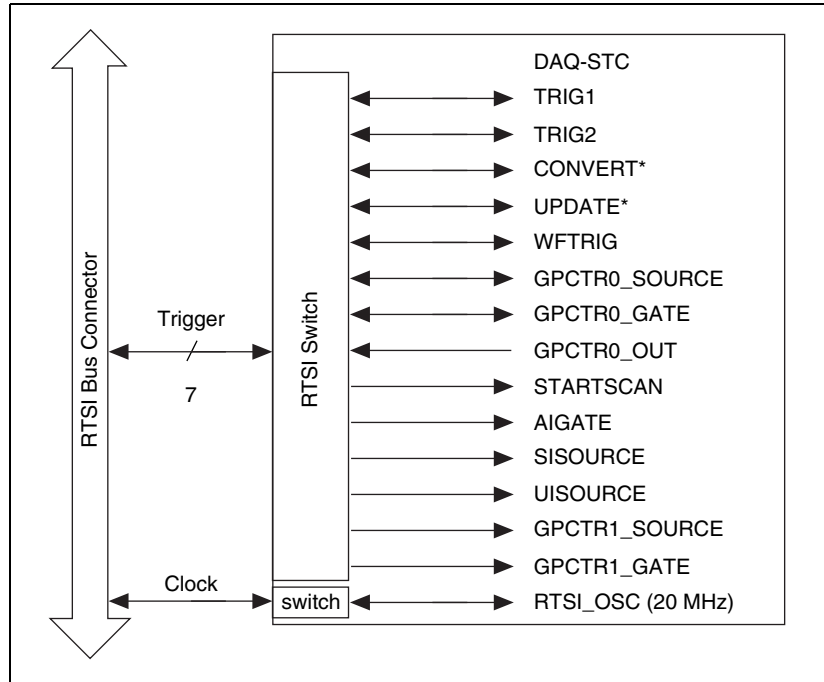 DAQ-STC
TRIG1
TRIG2
CONVERT*
UPDATE*
WFTRIG
GPCTR0_SOURCE
GPCTR0_GATE
GPCTR0_OUT
STARTSCAN
AIGATE
SISOURCE
UISOURCE
GPCTR1_SOURCE
GPCTR1_GATE
RTSI_OSC (20 MHz)
RTSI Bus Connector
Trigger
7
Clock
RTSI Switch
switch